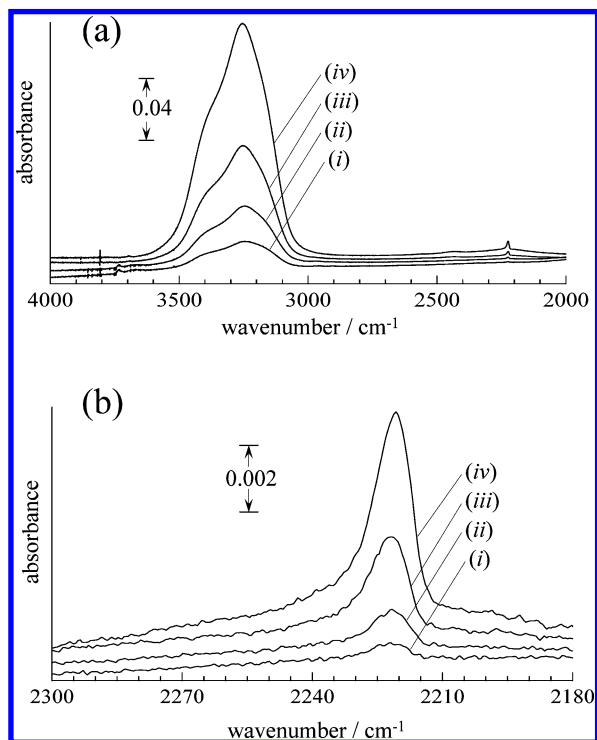 (a)
absorbance
0.04
(iv)
(iii)
(ii)
(i)
4000 3500 3000 2500 2000
wavenumber / cm-1
(b)
absorbance
0.002
(iv)
(iii)
(ii)
(i)
2300 2270 2240 2210 2180
wavenumber / cm-1